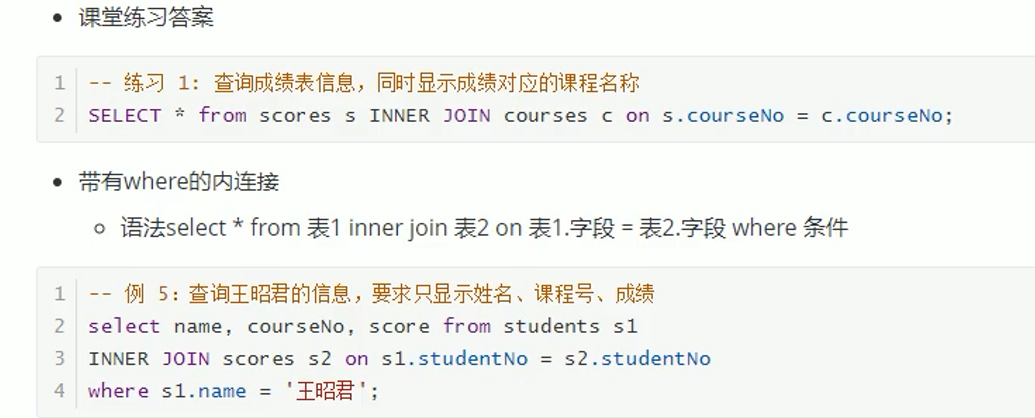 课堂练习答案
1 -- 练习 1: 查询成绩表信息，同时显示成绩对应的课程名称
2 SELECT * from scores s INNER JOIN courses c on s.courseNo = c.courseNo;
带有where的内连接
语法select * from 表1 inner join 表2 on 表1.字段 = 表2.字段 where 条件
1 -- 例 5：查询王昭君的信息，要求只显示姓名、课程号、成绩
2 select name, courseNo, score from students s1
3 INNER JOIN scores s2 on s1.studentNo = s2.studentNo
4 where s1.name = '王昭君';